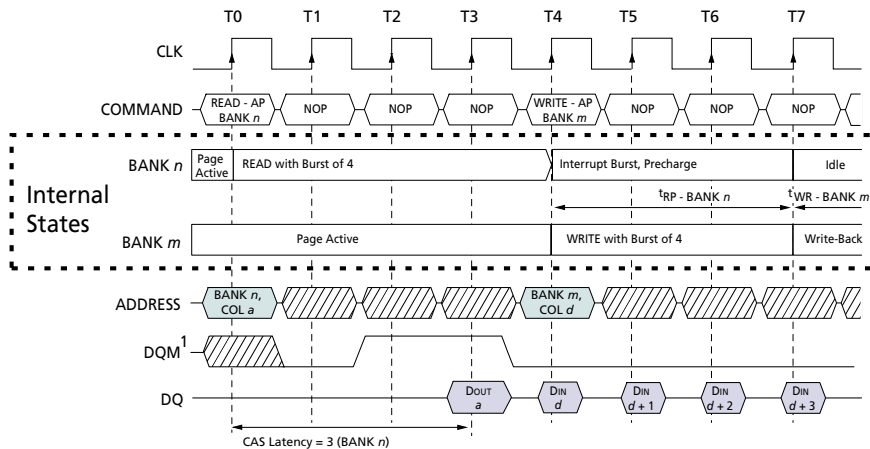 T0 T1 T2 T3 T4 T5 T6 T7
CLK
COMMAND
READ - AP
BANK n
NOP
NOP
NOP
WRITE - AP
BANK m
NOP
NOP
NOP
Internal
States
BANK n
Page
Active
READ with Burst of 4
Interrupt Burst, Precharge
Idle
tRP - BANK n
tWR - BANK m
BANK m
Page Active
WRITE with Burst of 4
Write-Back
ADDRESS
BANK n,
COL a
BANK m,
COL d
DQM1
DQ
DOUT
a
DIN
d
DIN
d + 1
DIN
d + 2
DIN
d + 3
CAS Latency = 3 (BANK n)